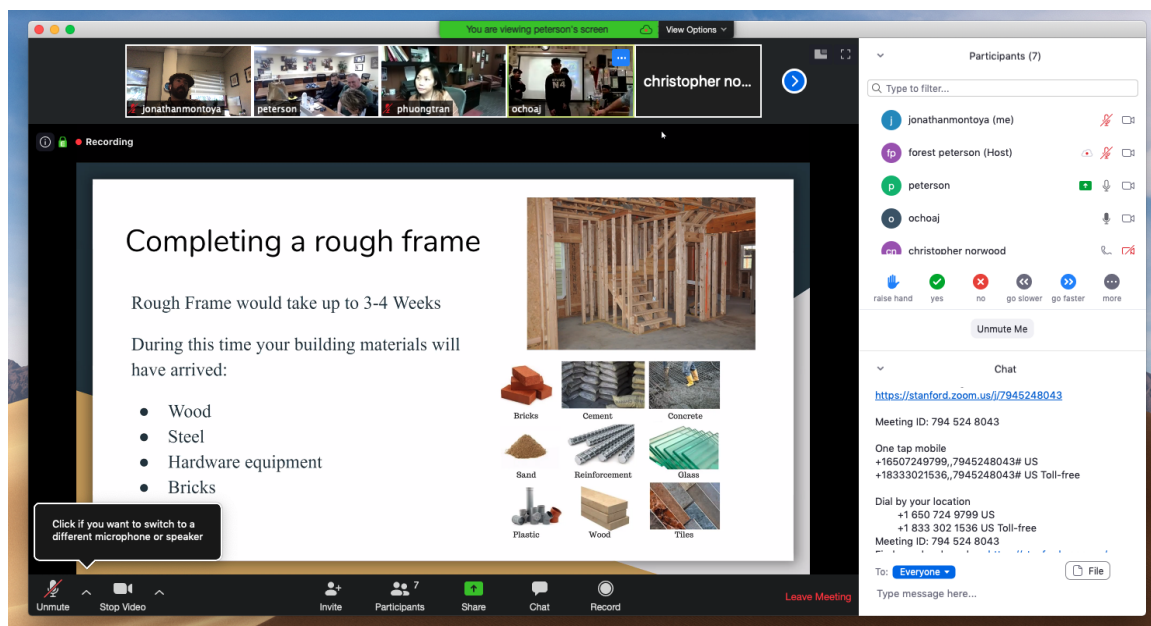 You are viewing peterson's screen
View Options
jonathanmontoya
peterson
phuongtran
N4
ochoaj
christopher no...
Recording
Completing a rough frame
Rough Frame would take up to 3-4 Weeks
During this time your building materials will
have arrived:
● Wood
● Steel
● Hardware equipment
● Bricks
Bricks
Cement
Concrete
Sand
Reinforcement
Glass
Plastic
Wood
Tiles
Click if you want to switch to a
different microphone or speaker
Unmute
Stop Video
Invite
7
Participants
Share
Chat
Record
Leave Meeting
Participants (7)
Type to filter...
j jonathanmontoya (me)
fp forest peterson (Host)
p peterson
o ochoaj
cn christopher norwood
raise hand
yes
no
go slower
go faster
more
Unmute Me
Chat
https://stanford.zoom.us/j/7945248043
Meeting ID: 794 524 8043
One tap mobile
+16507249799,,7945248043# US
+18333021536,,7945248043# US Toll-free
Dial by your location
+1 650 724 9799 US
+1 833 302 1536 US Toll-free
Meeting ID: 794 524 8043
To: Everyone
File
Type message here...